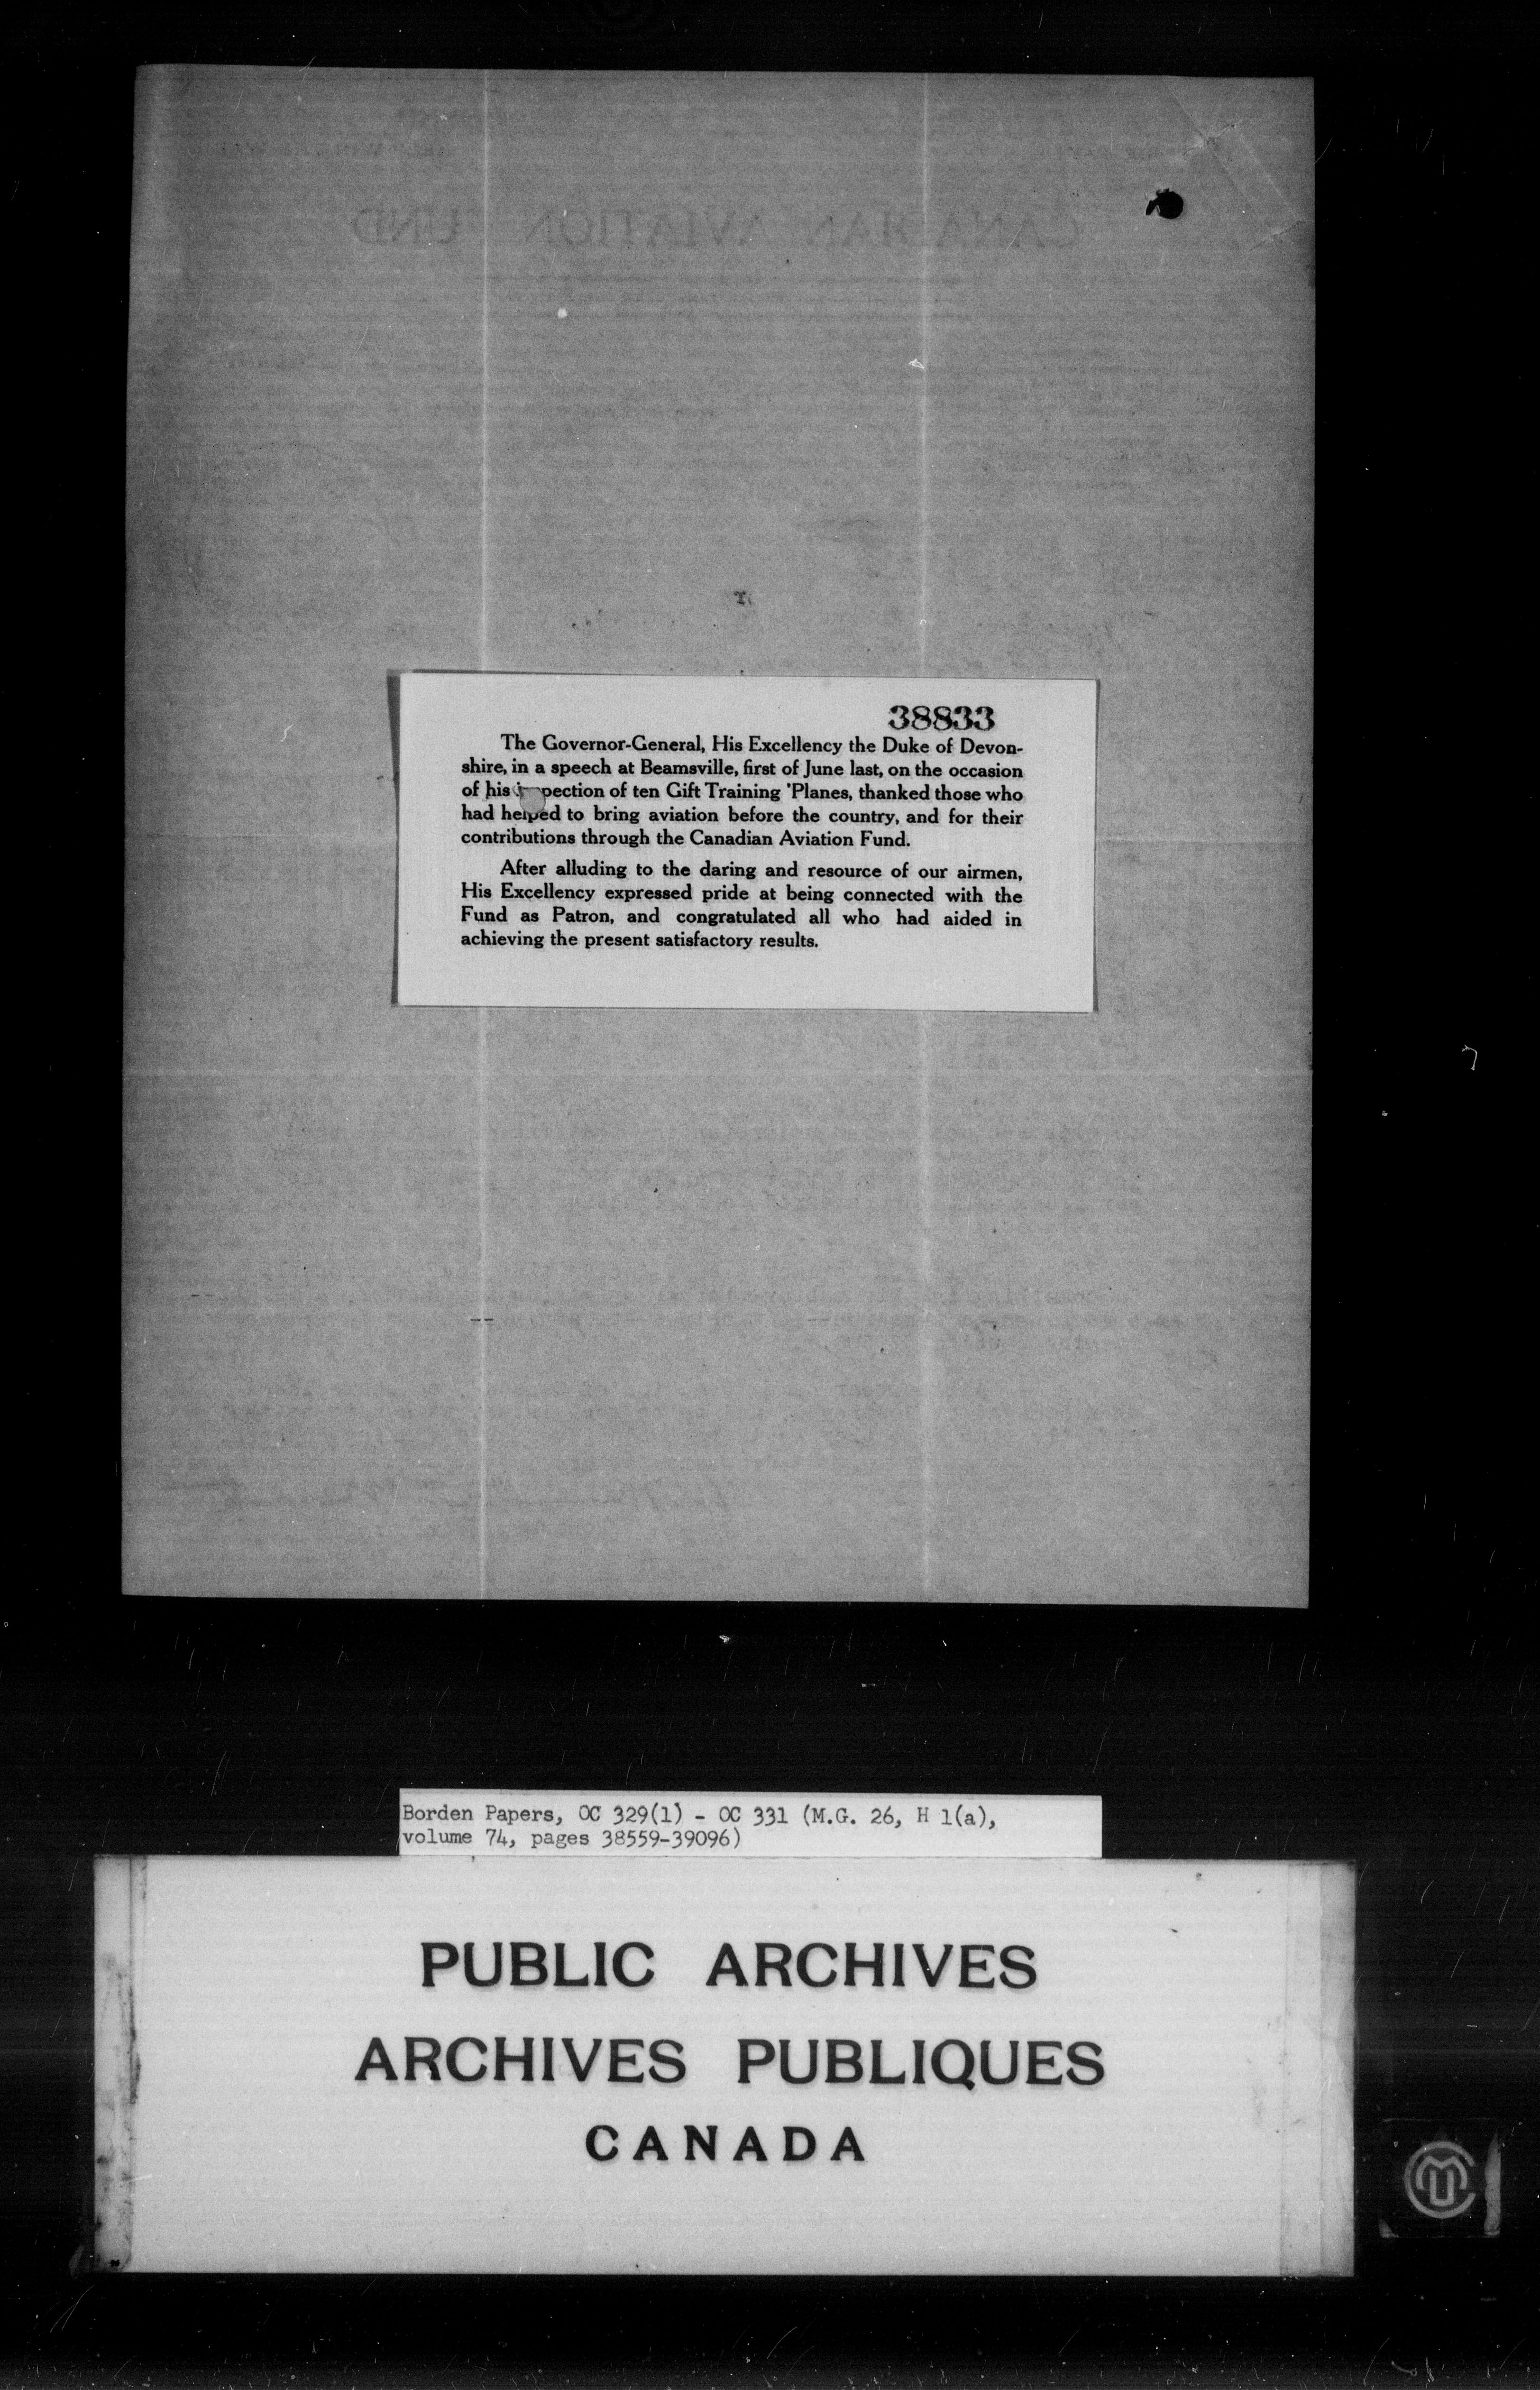 38833
The Governor-General, His Excellency the Duke of Devon-
shire, in a speech at Beamsville, first of June last, on the occasion
of his inspection of ten Gift Training 'Planes, thanked those who
had helped to bring aviation before the country, and for their
contributions through the Canadian Aviation Fund.
After alluding to the daring and resource of our airmen,
His Excellency expressed pride at being connected with the
Fund as Patron, and congratulated all who had aided in
achieving the present satisfactory results.
Borden Papers, OC 329(1) - OC 331 (M.G. 26, H 1(a),
volume 74, pages 38559-39096)
PUBLIC ARCHIVES
ARCHIVES PUBLIQUES
CANADA